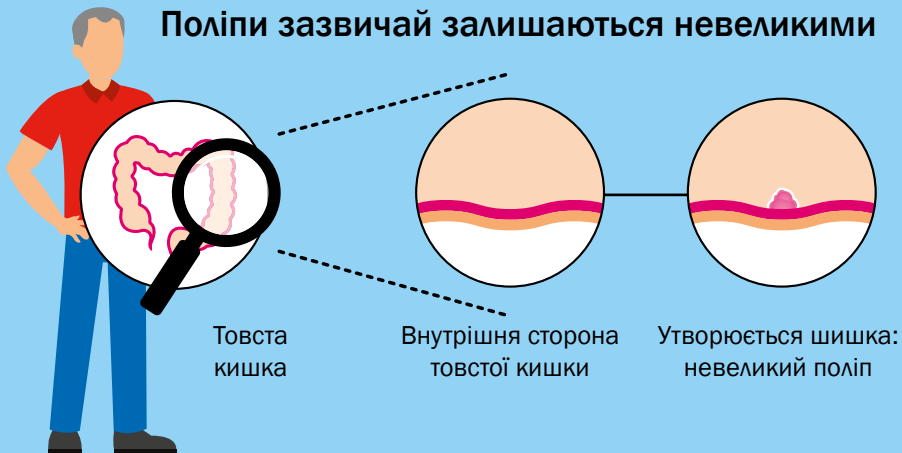 Поліпи зазвичай залишаються невеликими
Товста
кишка
Внутрішня сторона
товстої кишки
Утворюється шишка:
невеликий поліп